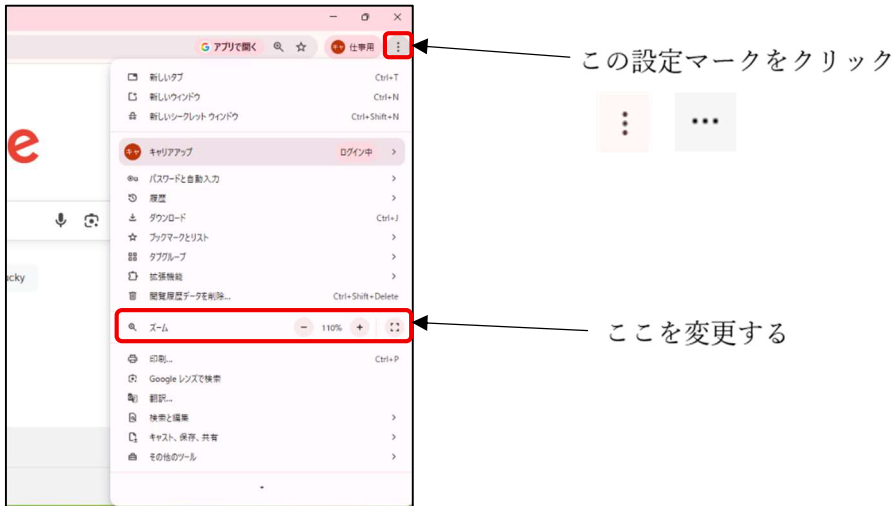 アプリで開く
キャ 仕事用
この設定マークをクリック
新しいタブ Ctrl+T
新しいウィンドウ Ctrl+N
新しいシークレット ウィンドウ Ctrl+Shift+N
e
キャ キャリアアップ ログイン中
パスワードと自動入力
履歴
ダウンロード Ctrl+J
ブックマークとリスト
タブグループ
拡張機能
閲覧履歴データを削除... Ctrl+Shift+Delete
ucky
ズーム － 110% +
ここを変更する
印刷... Ctrl+P
Google レンズで検索
翻訳...
検索と編集
キャスト、保存、共有
その他のツール